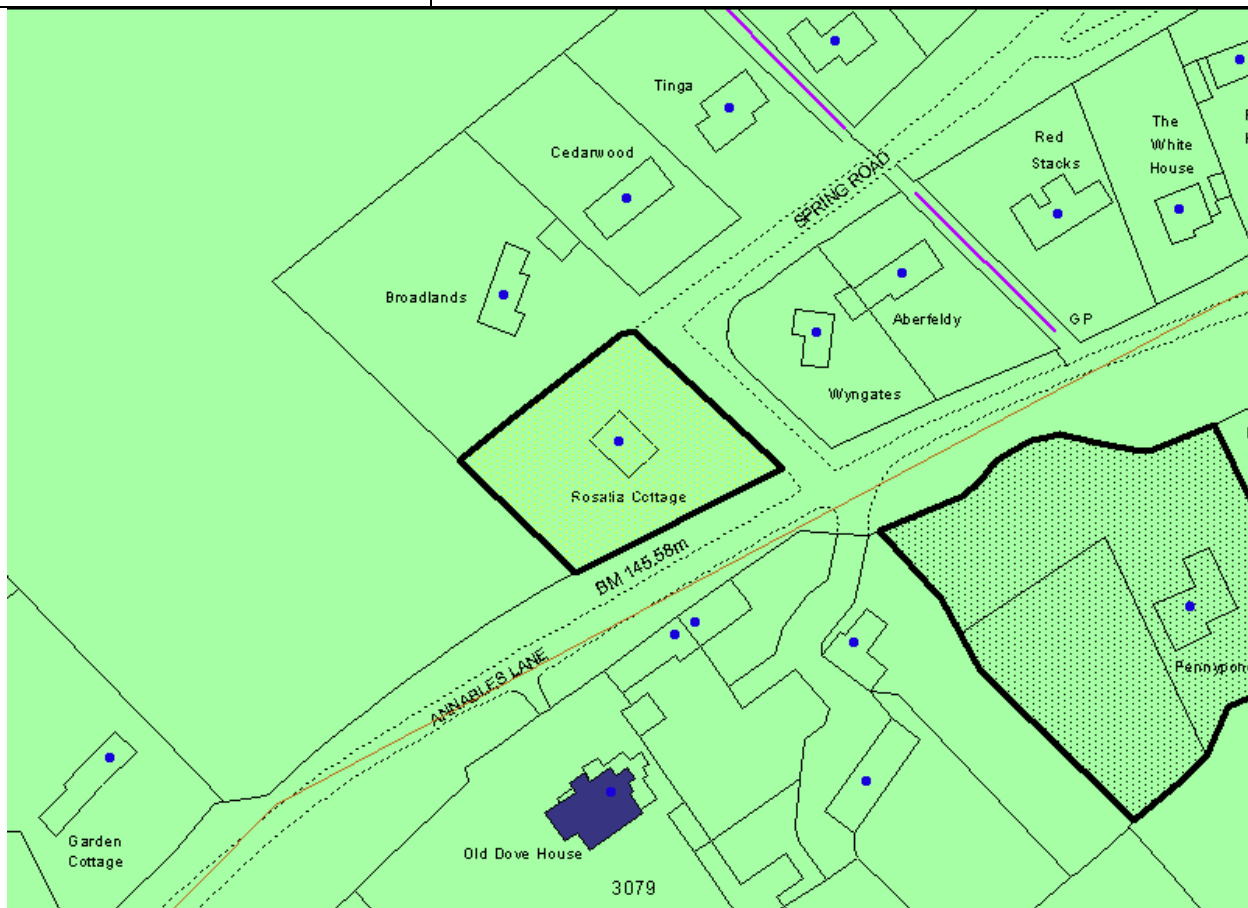 Tinga
Cedarwood
Broadlands
SPRING ROAD
Red
Stacks
The
White
House
Aberfeldy
GP
Wyngates
Rosalia Cottage
BM 145.58m
ANNABLES LANE
Garden
Cottage
Old Dove House
3079